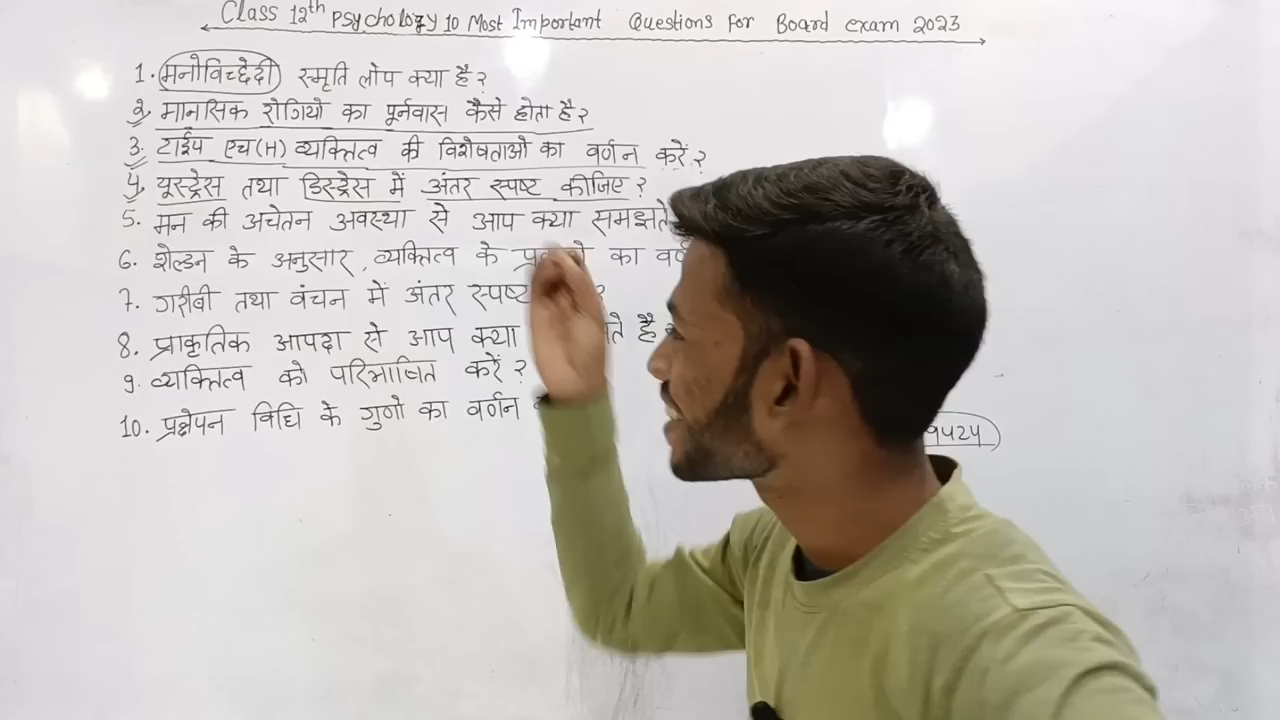 Class 12th Psychology 10 Most Important Questions for Board exam 2023
1. मनोविच्छेदी स्मृति लोप क्या है ?
2. मानसिक रोगियो का पूर्नवास कैसे होता है ?
3. टाईप एच(H) व्यक्तित्व की विशेषताओ का वर्णन करें ?
4. यूस्ट्रेस तथा डिस्ट्रेस में अंतर स्पष्ट कीजिए ?
5. मन की अचेतन अवस्था से आप क्या समझते
6. शेल्डन के अनुसार, व्यक्तित्व के का
7. गरीबी तथा वंचन में अंतर स्पष्ट ?
8. प्राकृतिक आपदा से आप क्या है
9. व्यक्तित्व को परिभाषित करें ?
10. प्रक्षेपन विधि के गुणो का वर्णन
9424